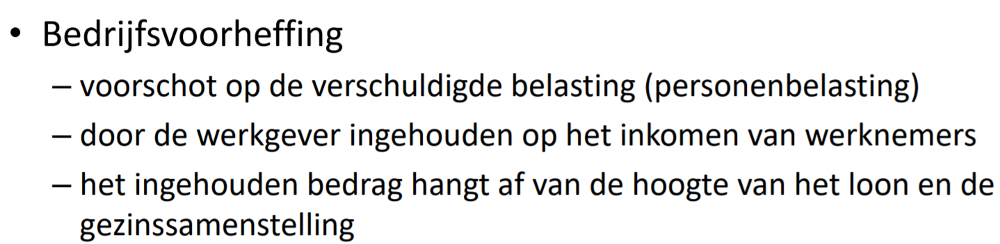 • Bedrijfsvoorheffing
– voorschot op de verschuldigde belasting (personenbelasting)
– door de werkgever ingehouden op het inkomen van werknemers
– het ingehouden bedrag hangt af van de hoogte van het loon en de
gezinssamenstelling